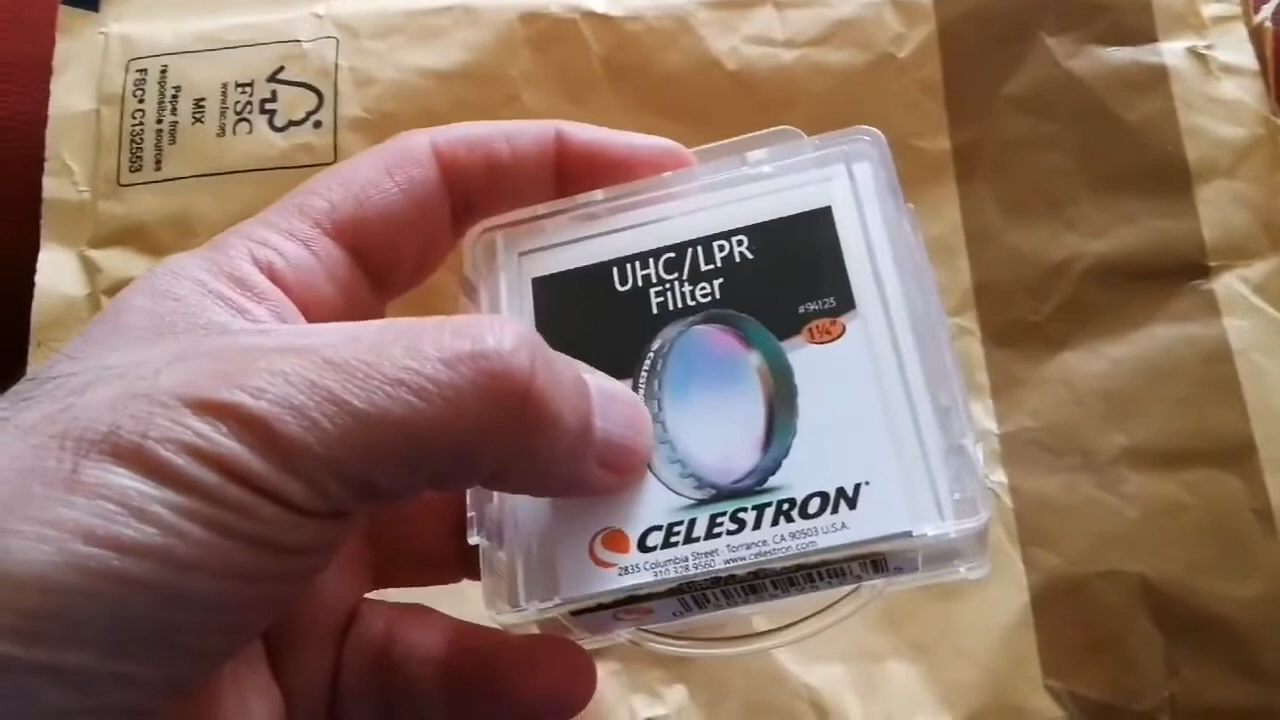 FSC
www.fsc.org
MIX
Paper from
responsible sources
FSC® C132553
UHC/LPR
Filter
#94125
1¼"
CELESTRON
CELESTRON
2835 Columbia Street · Torrance, CA 90503 U.S.A.
310.328.9560 · www.celestron.com